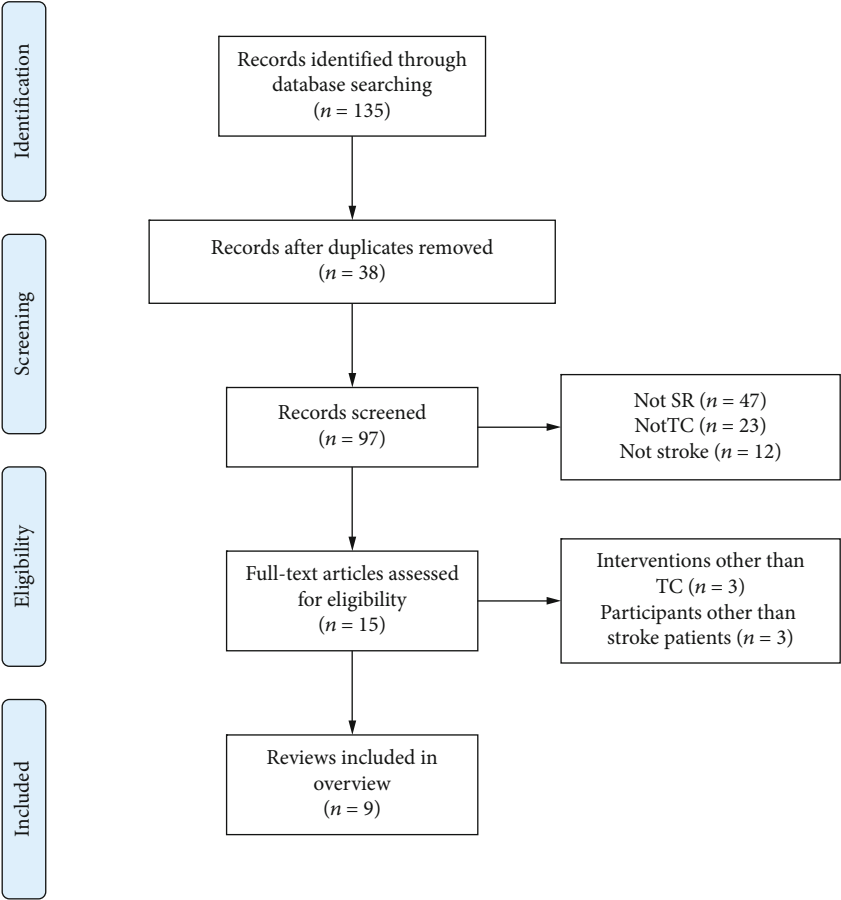 Identification
Records identified through
database searching
(n = 135)
Screening
Records after duplicates removed
(n = 38)
Records screened
(n = 97)
Not SR (n = 47)
NotTC (n = 23)
Not stroke (n = 12)
Eligibility
Full-text articles assessed
for eligibility
(n = 15)
Interventions other than
TC (n = 3)
Participants other than
stroke patients (n = 3)
Included
Reviews included in
overview
(n = 9)